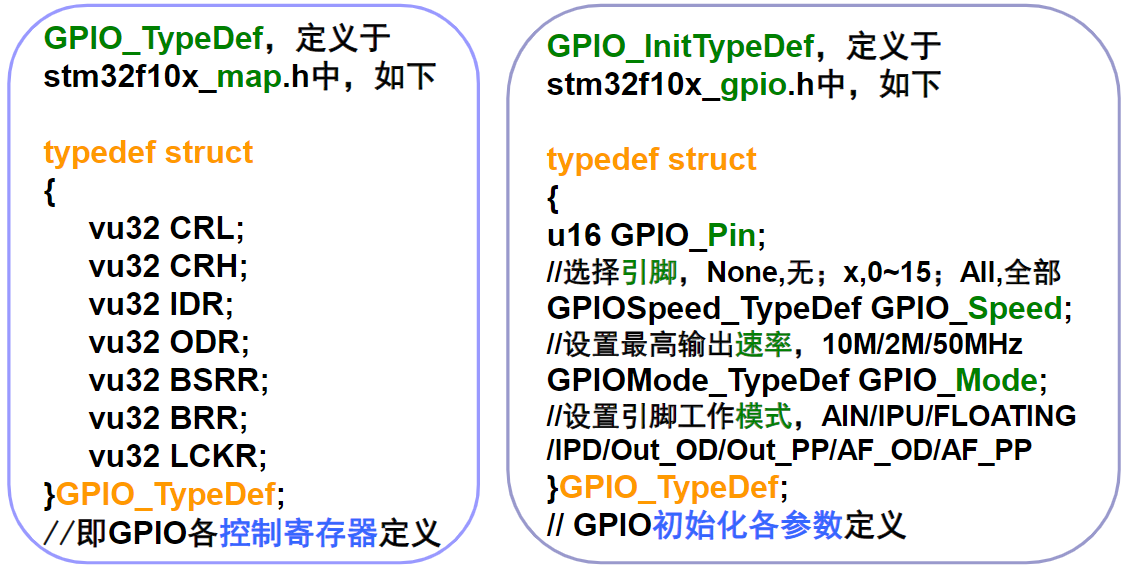 GPIO_TypeDef，定义于
stm32f10x_map.h中，如下
typedef struct
{
vu32 CRL;
vu32 CRH;
vu32 IDR;
vu32 ODR;
vu32 BSRR;
vu32 BRR;
vu32 LCKR;
}GPIO_TypeDef;
//即GPIO各控制寄存器定义
GPIO_InitTypeDef，定义于
stm32f10x_gpio.h中，如下
typedef struct
{
u16 GPIO_Pin;
//选择引脚，None,无；x,0~15；All,全部
GPIOSpeed_TypeDef GPIO_Speed;
//设置最高输出速率，10M/2M/50MHz
GPIOMode_TypeDef GPIO_Mode;
//设置引脚工作模式，AIN/IPU/FLOATING
/IPD/Out_OD/Out_PP/AF_OD/AF_PP
}GPIO_TypeDef;
// GPIO初始化各参数定义